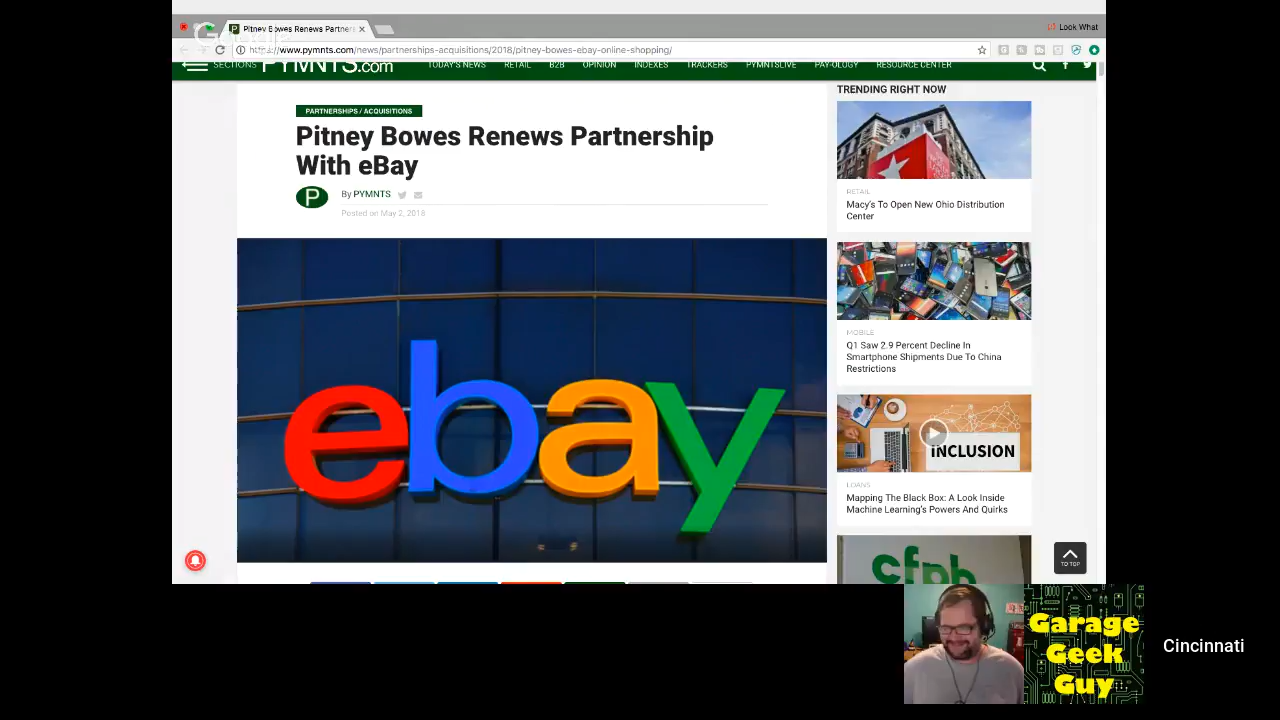 Pitney Bowes Renews Partner
Look What
https://www.pymnts.com/news/partnerships-acquisitions/2018/pitney-bowes-ebay-online-shopping/
SECTIONS PYMNTS.com TODAY'S NEWS RETAIL B2B OPINION INDEXES TRACKERS PYMNTSLIVE PAY-OLOGY RESOURCE CENTER
PARTNERSHIPS / ACQUISITIONS
Pitney Bowes Renews Partnership
With eBay
P
By PYMNTS
Posted on May 2, 2018
ebay
TRENDING RIGHT NOW
RETAIL
Macy's To Open New Ohio Distribution
Center
MOBILE
Q1 Saw 2.9 Percent Decline In
Smartphone Shipments Due To China
Restrictions
INCLUSION
LOANS
Mapping The Black Box: A Look Inside
Machine Learning's Powers And Quirks
cfpb
TO TOP
Garage
Geek
Guy
Cincinnati